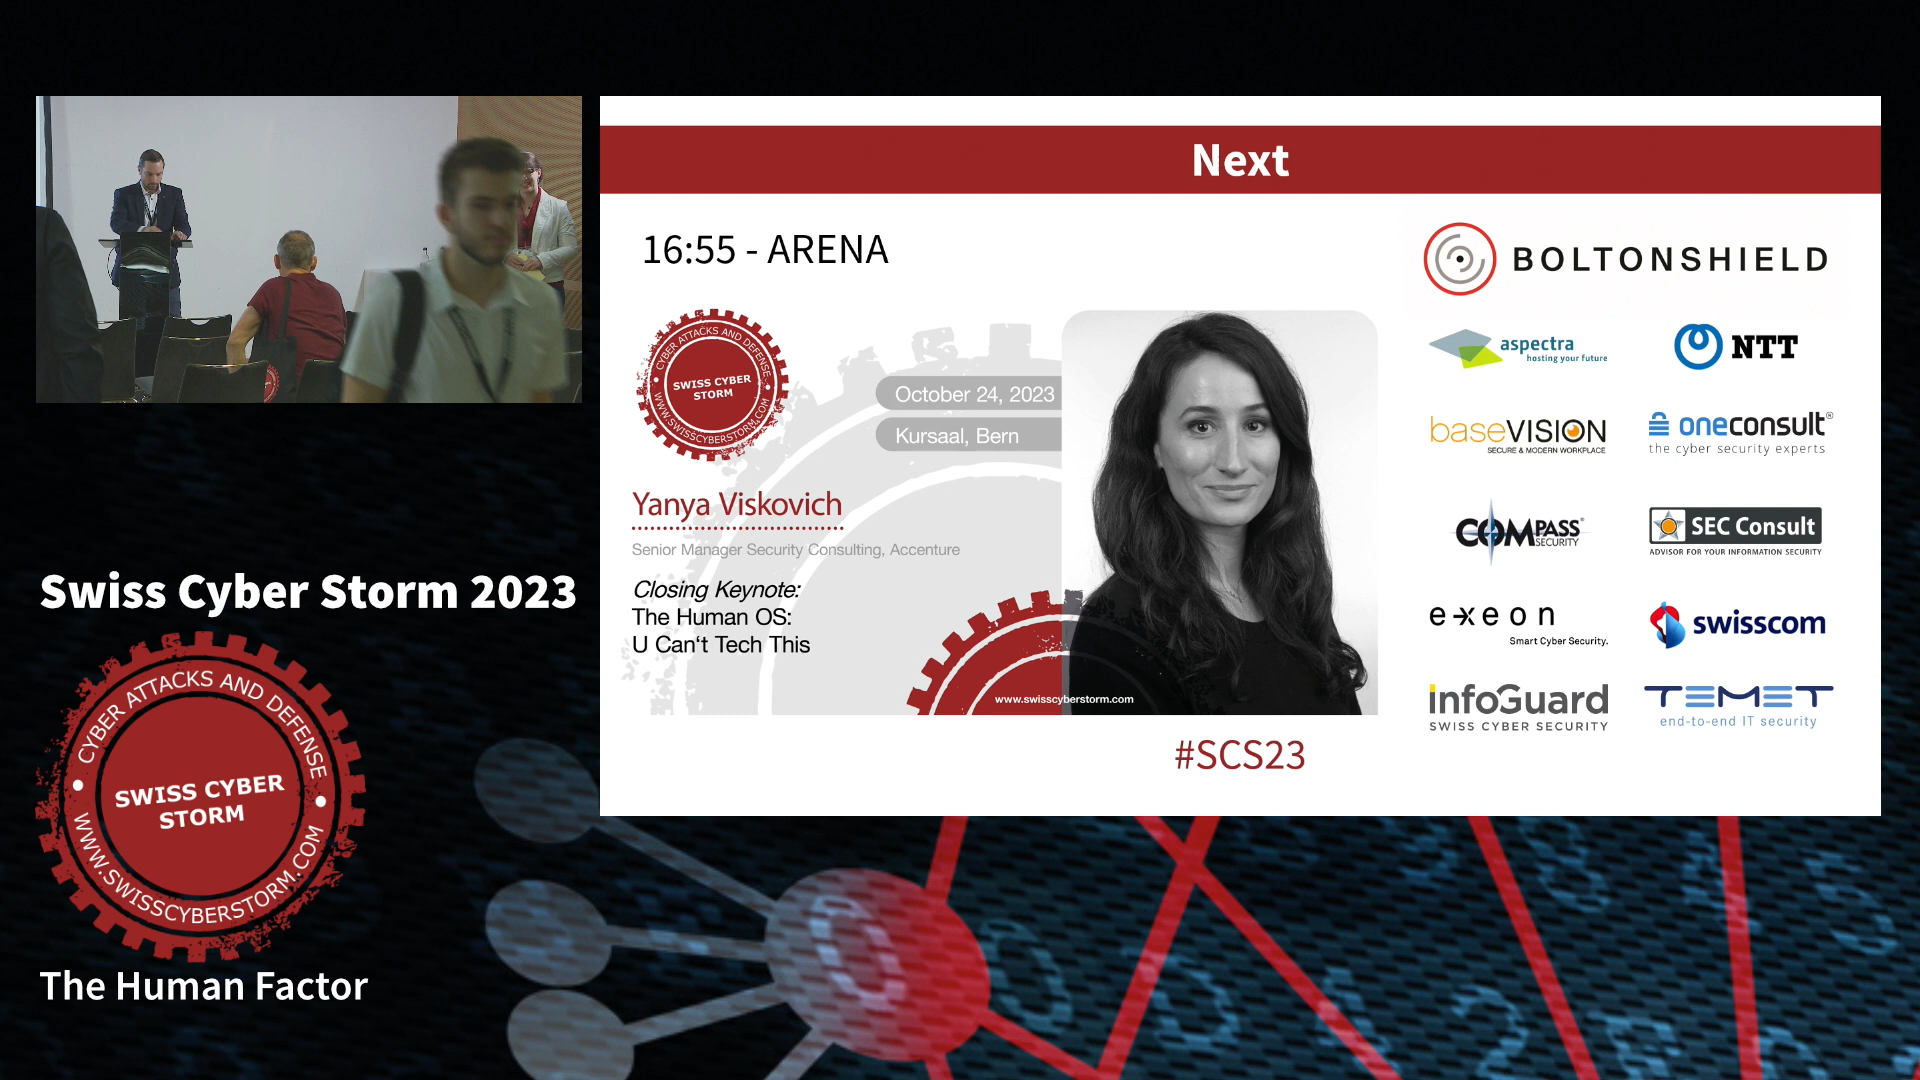 Next
16:55 - ARENA
CYBER ATTACKS AND DEFENSE
SWISS CYBER
STORM
WWW.SWISSCYBERSTORM.COM
October 24, 2023
Kursaal, Bern
Yanya Viskovich
Senior Manager Security Consulting, Accenture
Closing Keynote:
The Human OS:
U Can't Tech This
www.swisscyberstorm.com
#SCS23
BOLTONSHIELD
aspectra
hosting your future
NTT
baseVISION
SECURE & MODERN WORKPLACE
oneconsult®
the cyber security experts
COMPASS®
SECURITY
SEC Consult
ADVISOR FOR YOUR INFORMATION SECURITY
exeon
Smart Cyber Security.
swisscom
infoGuard
SWISS CYBER SECURITY
TEMET
end-to-end IT security
Swiss Cyber Storm 2023
CYBER ATTACKS AND DEFENSE
SWISS CYBER
STORM
WWW.SWISSCYBERSTORM.COM
The Human Factor